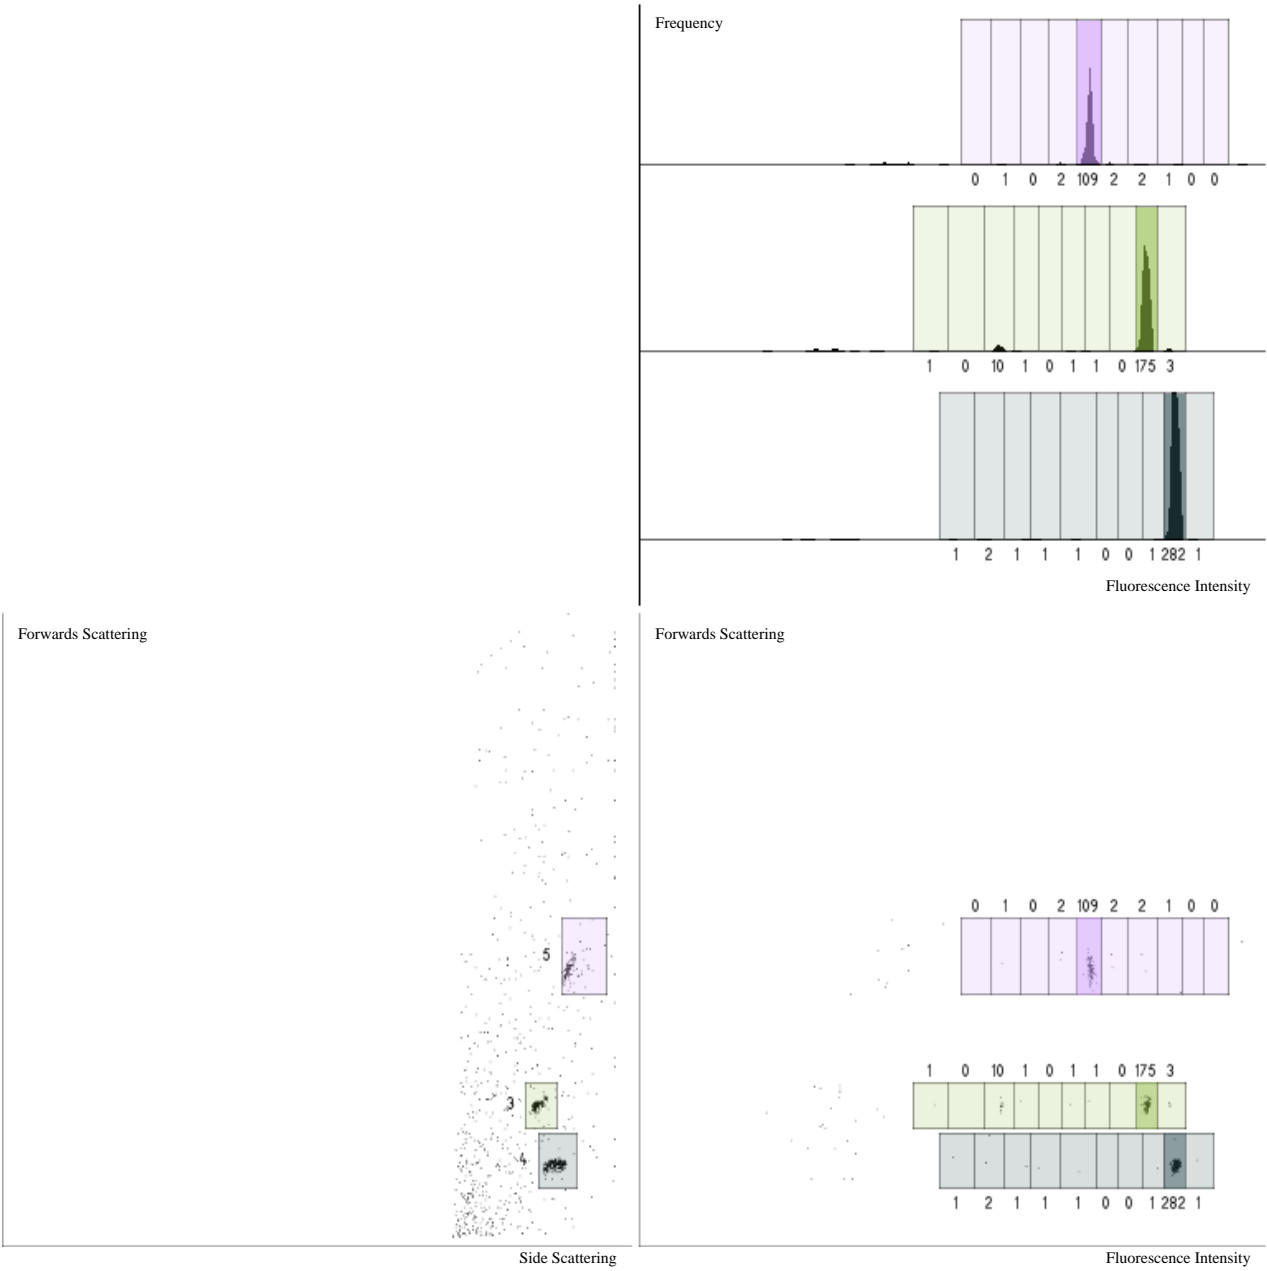 Frequency
0 1 0 2 109 2 2 1 0 0
1 0 10 1 0 1 1 0 175 3
1 2 1 1 1 0 0 1 282 1
Fluorescence Intensity
Forwards Scattering
5
3
4
Side Scattering
Forwards Scattering
0 1 0 2 109 2 2 1 0 0
1 0 10 1 0 1 1 0 175 3
1 2 1 1 1 0 0 1 282 1
Fluorescence Intensity